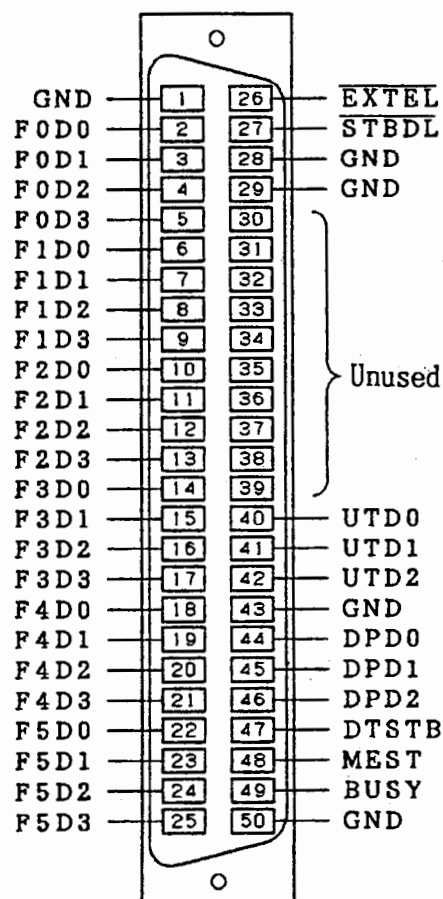 GND 1 26 EXTEL
F0D0 2 27 STBDL
F0D1 3 28 GND
F0D2 4 29 GND
F0D3 5 30
F1D0 6 31
F1D1 7 32
F1D2 8 33
F1D3 9 34
F2D0 10 35 Unused
F2D1 11 36
F2D2 12 37
F2D3 13 38
F3D0 14 39
F3D1 15 40 UTD0
F3D2 16 41 UTD1
F3D3 17 42 UTD2
F4D0 18 43 GND
F4D1 19 44 DPD0
F4D2 20 45 DPD1
F4D3 21 46 DPD2
F5D0 22 47 DTSTB
F5D1 23 48 MEST
F5D2 24 49 BUSY
F5D3 25 50 GND